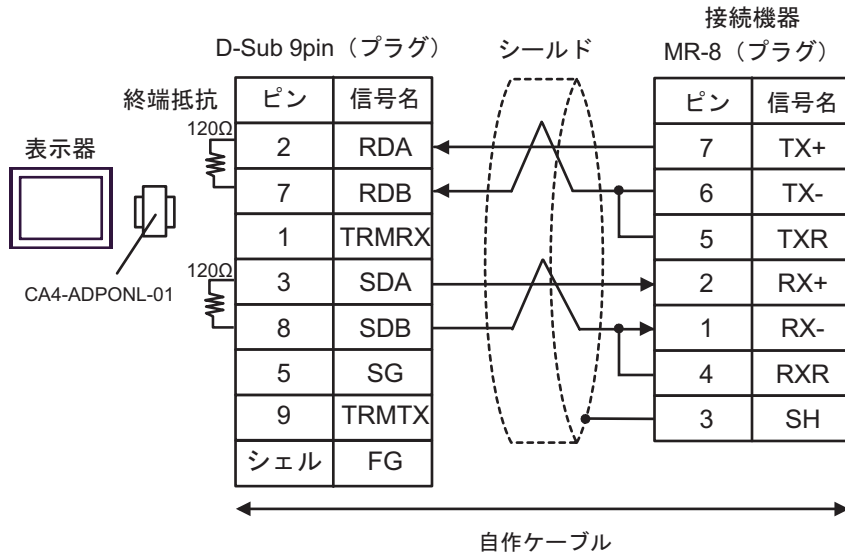 接続機器
D-Sub 9pin（プラグ） シールド MR-8（プラグ）
終端抵抗 ピン 信号名 ピン 信号名
120Ω 2 RDA 7 TX+
表示器 7 RDB 6 TX-
1 TRMRX 5 TXR
120Ω 3 SDA 2 RX+
CA4-ADPONL-01 8 SDB 1 RX-
5 SG 4 RXR
9 TRMTX 3 SH
シェル FG
自作ケーブル